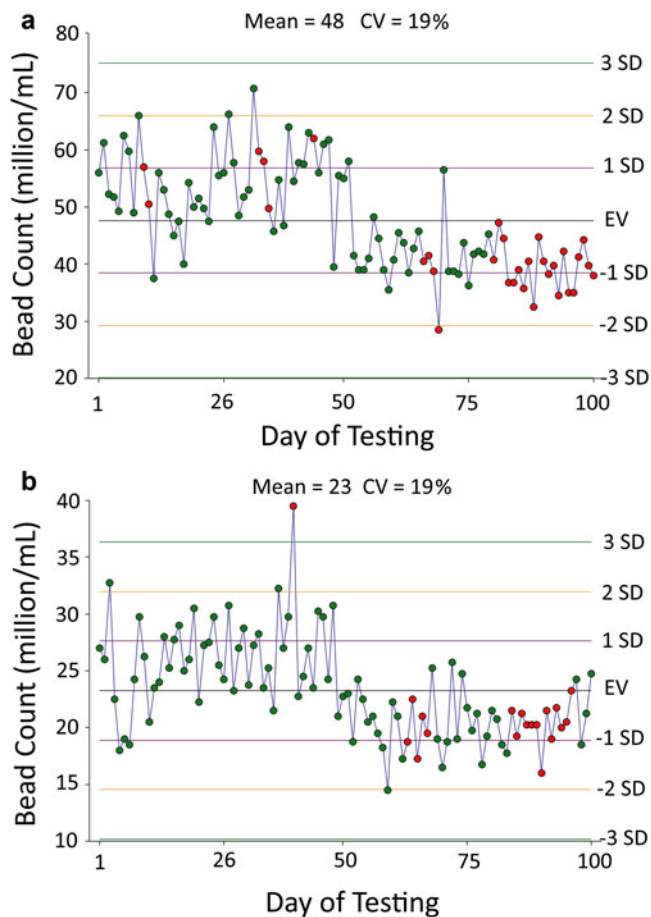 a
Mean = 48 CV = 19%
80
3 SD
70
2 SD
60
1 SD
50
EV
40
-1 SD
30
-2 SD
20
-3 SD
Bead Count (million/mL)
1 26 50 75 100
Day of Testing
b
Mean = 23 CV = 19%
40
3 SD
35
2 SD
30
1 SD
25
EV
20
-1 SD
15
-2 SD
10
-3 SD
Bead Count (million/mL)
1 26 50 75 100
Day of Testing